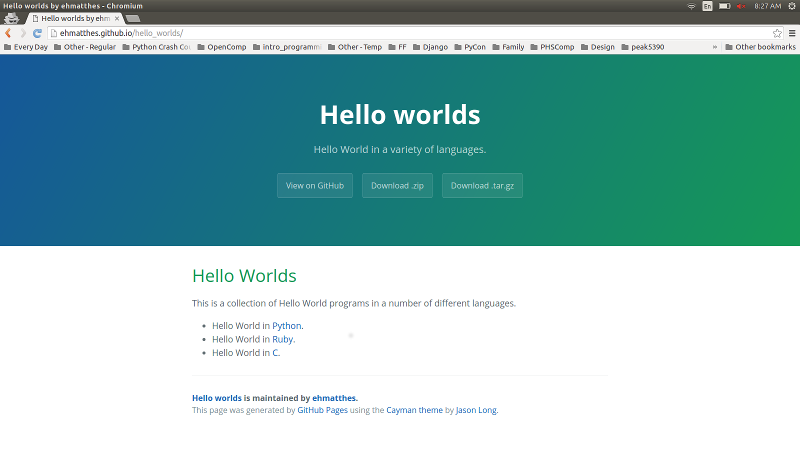 Hello worlds by ehmatthes - Chromium
En
8:27 AM
Hello worlds by ehm
ehmatthes.github.io/hello_worlds/
Every Day
Other - Regular
Python Crash Co
OpenComp
intro_programmi
Other - Temp
FF
Django
PyCon
Family
PHSComp
Design
peak5390
»
Other bookmarks
Hello worlds
Hello World in a variety of languages.
View on GitHub
Download .zip
Download .tar.gz
Hello Worlds
This is a collection of Hello World programs in a number of different languages.
• Hello World in Python.
• Hello World in Ruby.
• Hello World in C.
Hello worlds is maintained by ehmatthes.
This page was generated by GitHub Pages using the Cayman theme by Jason Long.